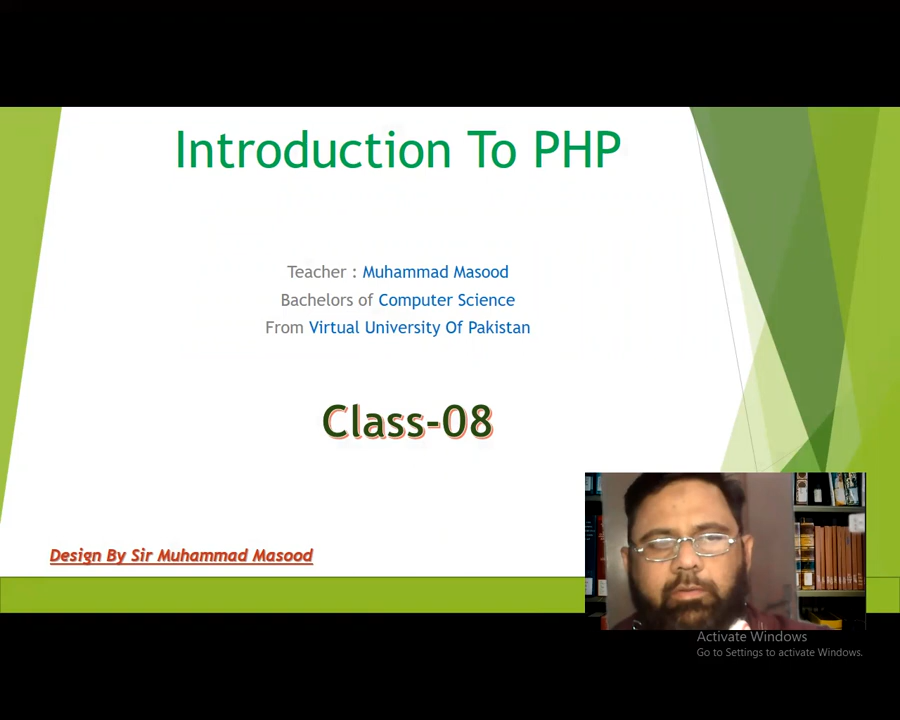 Introduction To PHP
Teacher : Muhammad Masood
Bachelors of Computer Science
From Virtual University Of Pakistan
Class-08
Design By Sir Muhammad Masood
Activate Windows
Go to Settings to activate Windows.